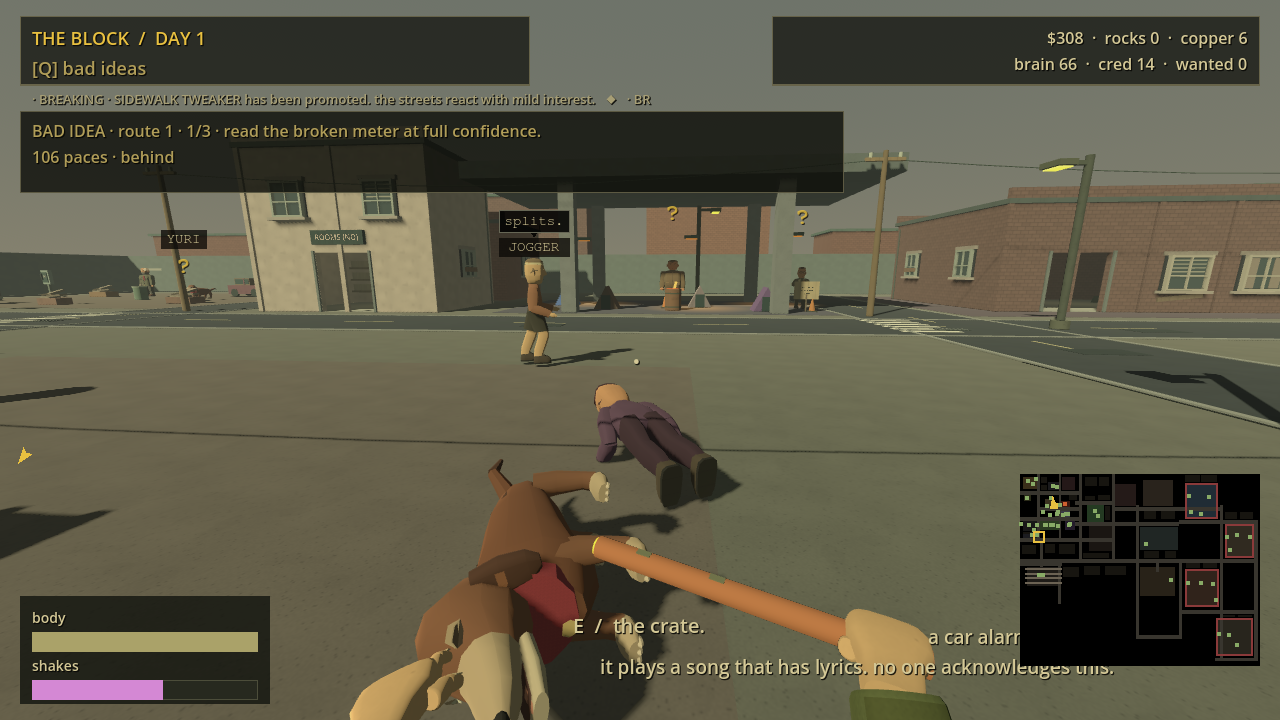 THE BLOCK / DAY 1
[Q] bad ideas
$308 · rocks 0 · copper 6
brain 66 · cred 14 · wanted 0
· BREAKING · SIDEWALK TWEAKER has been promoted. the streets react with mild interest. ◆ · BR
BAD IDEA · route 1 · 1/3 · read the broken meter at full confidence.
106 paces · behind
splits.
YURI
ROOMS (NO)
JOGGER
?
?
?
body
shakes
E / the crate.
a car alarm
it plays a song that has lyrics. no one acknowledges this.